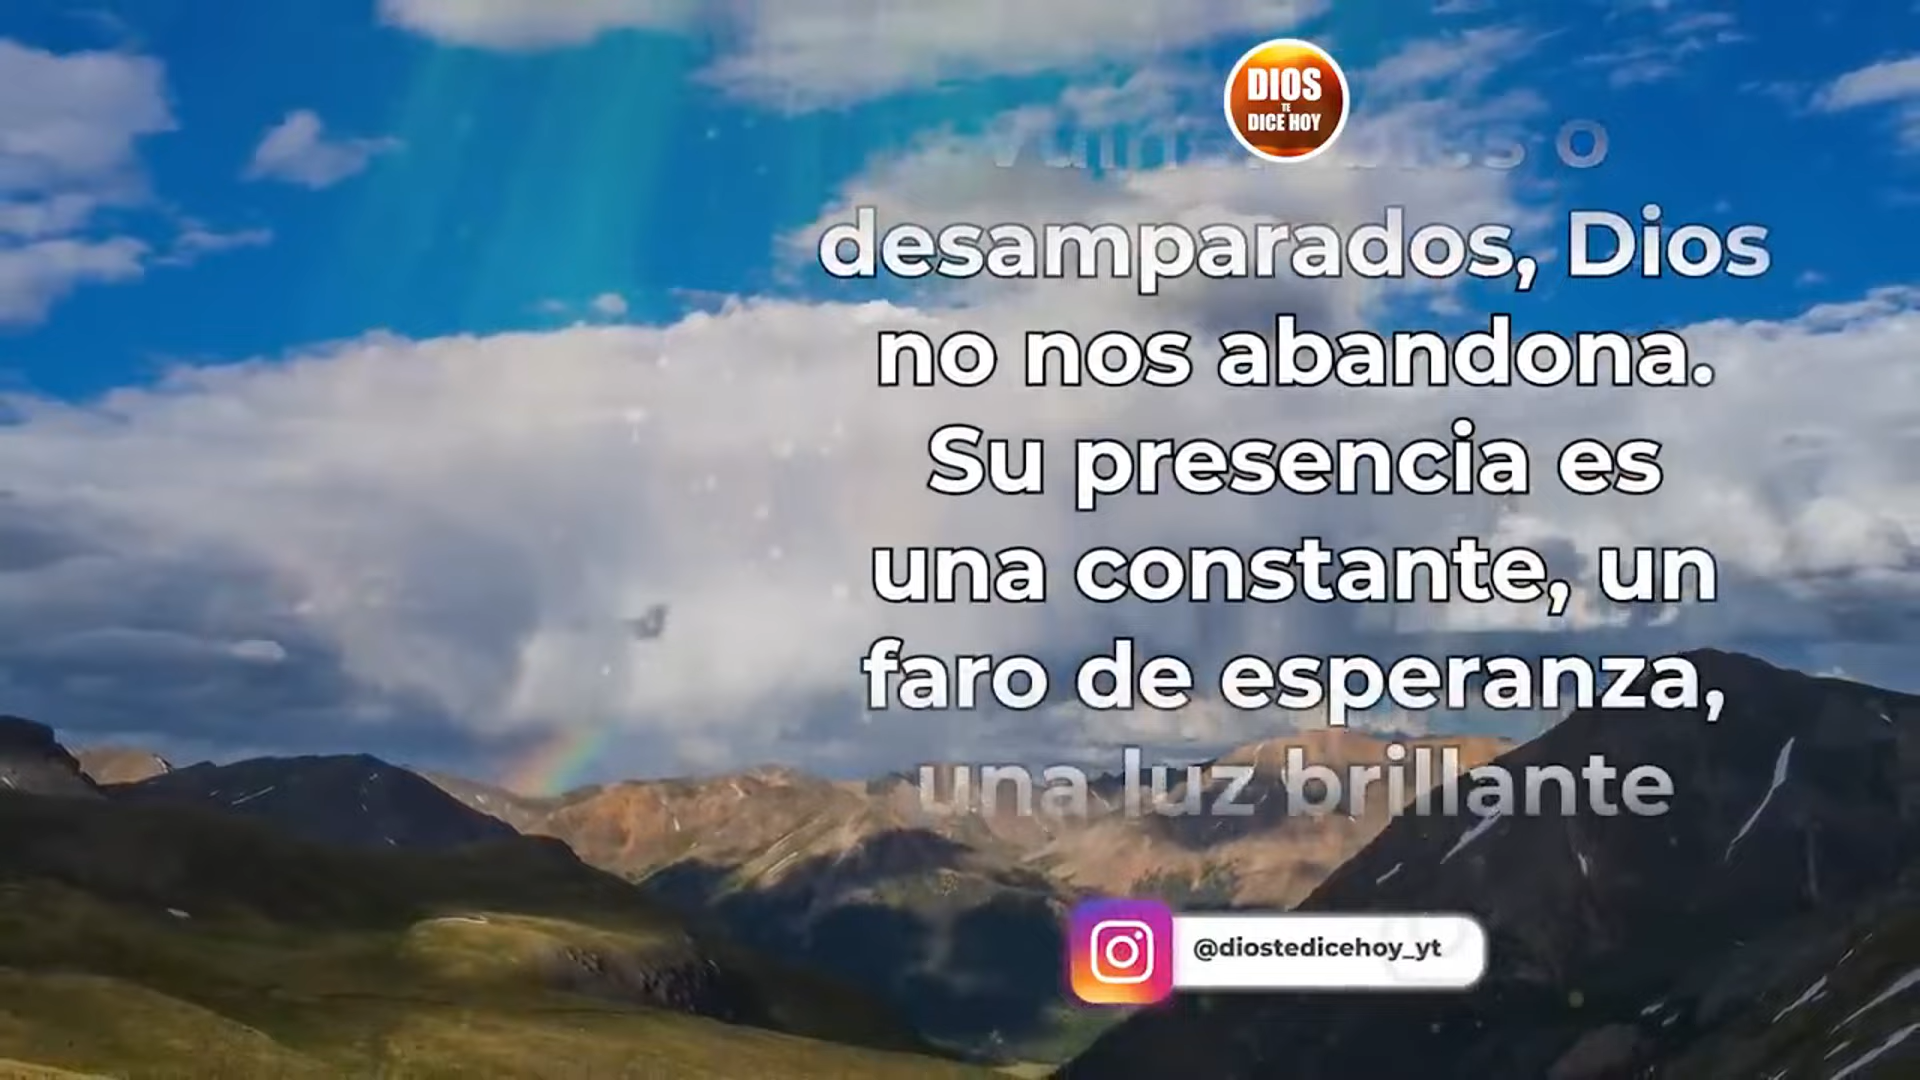 DIOS
TE
DICE HOY
o
desamparados, Dios
no nos abandona.
Su presencia es
una constante, un
faro de esperanza,
una luz brillante
@diostedicehoy_yt